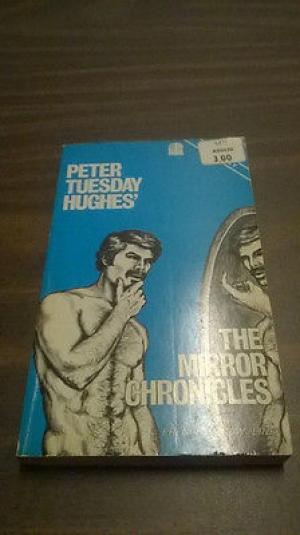 3.00
PETER
TUESDAY
HUGHES'
THE
MIRROR
CHRONICLES